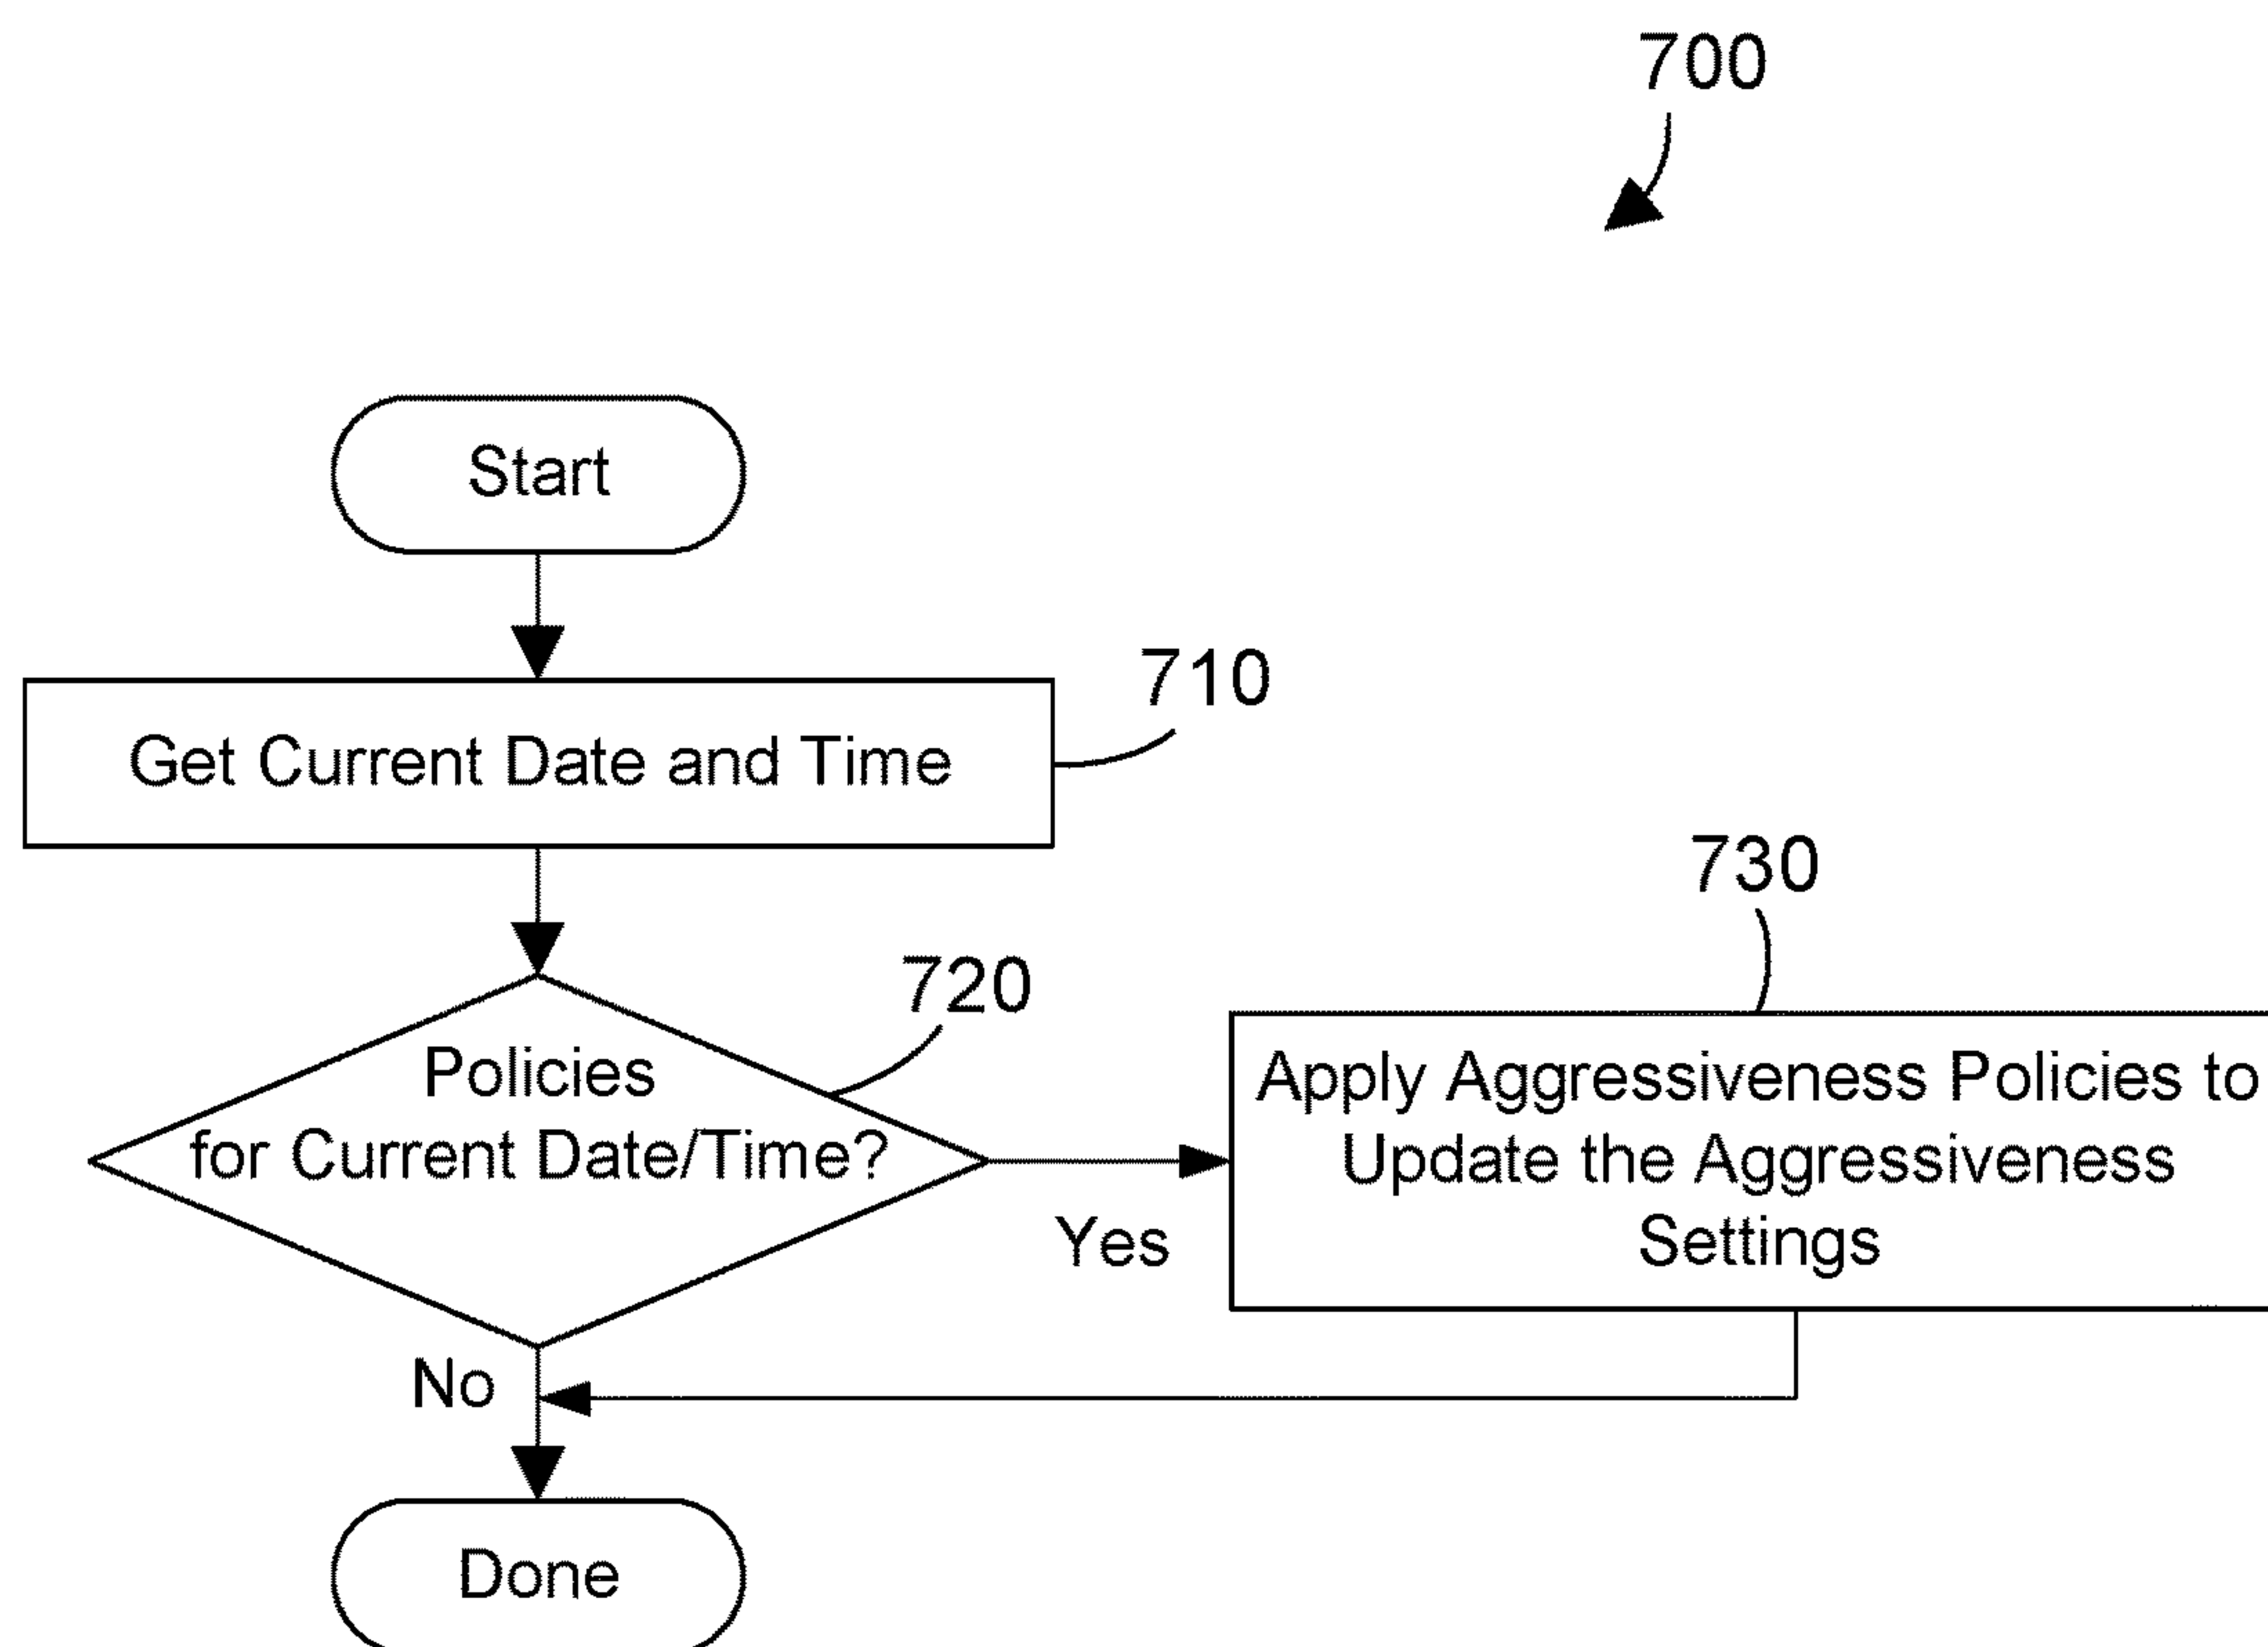 700
Start
710
Get Current Date and Time
730
720
Policies
for Current Date/Time?
Apply Aggressiveness Policies to
Update the Aggressiveness
Settings
Yes
No
Done